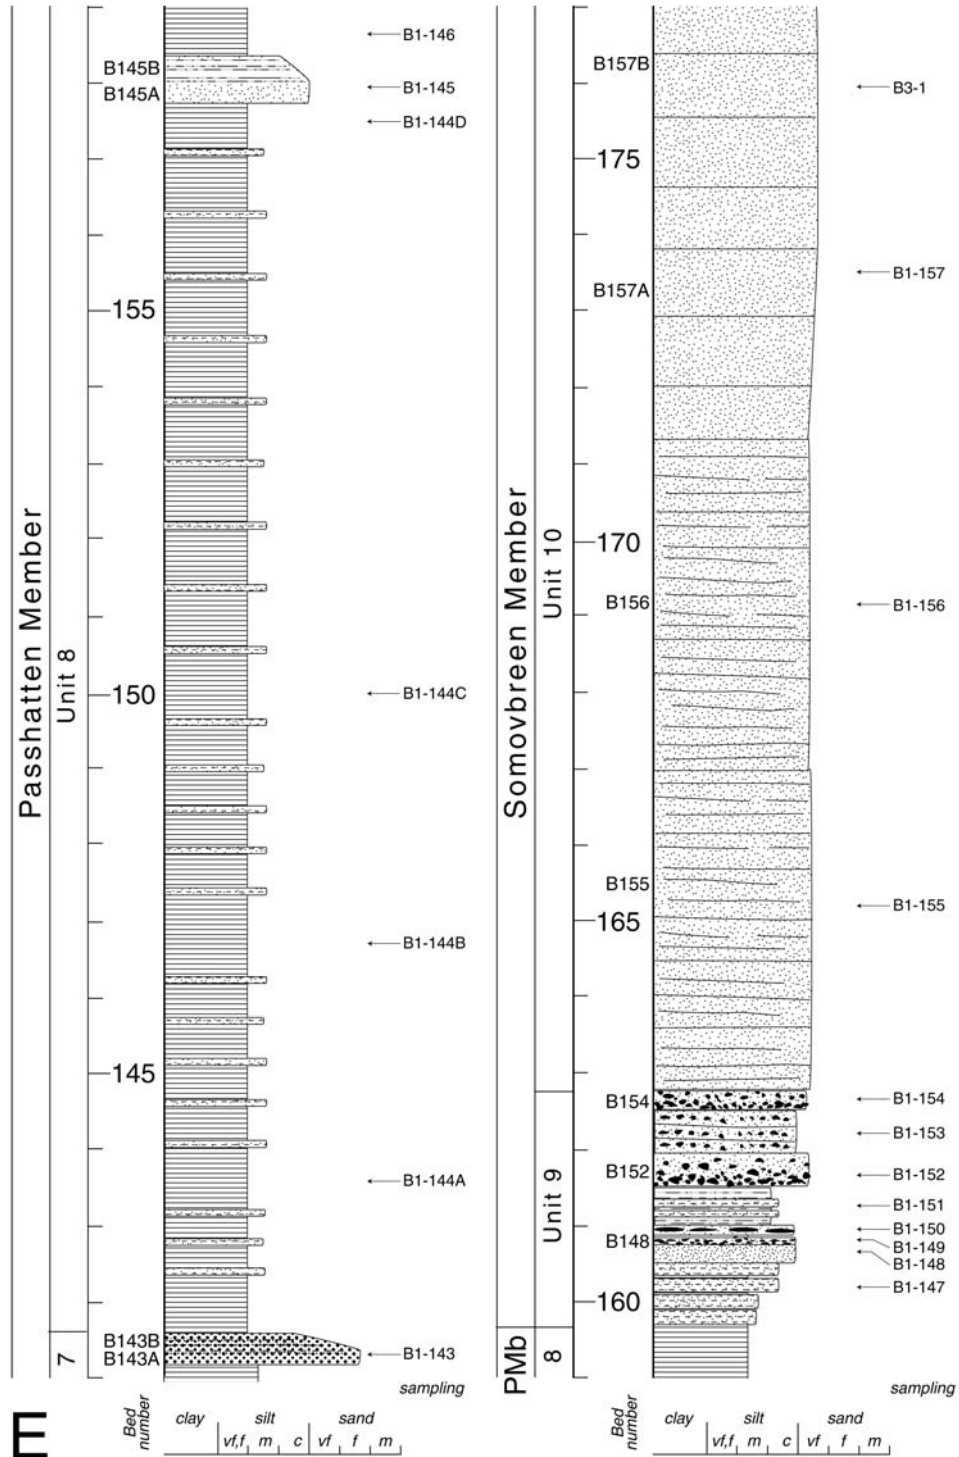 Passhatten Member
Unit 8
7
B1-146
B145B
B145A
B1-145
B1-144D
155
150
B1-144C
B1-144B
145
B1-144A
B143B
B143A
B1-143
sampling
E
Bed number
clay silt sand
vf,f m c vf f m
Somovbreen Member
PMb
Unit 10
Unit 9
8
B157B
B3-1
175
B157A
B1-157
170
B156
B1-156
B155
165
B1-155
B154
B1-154
B1-153
B152
B1-152
B1-151
B1-150
B148
B1-149
B1-148
B1-147
160
sampling
Bed number
clay silt sand
vf,f m c vf f m